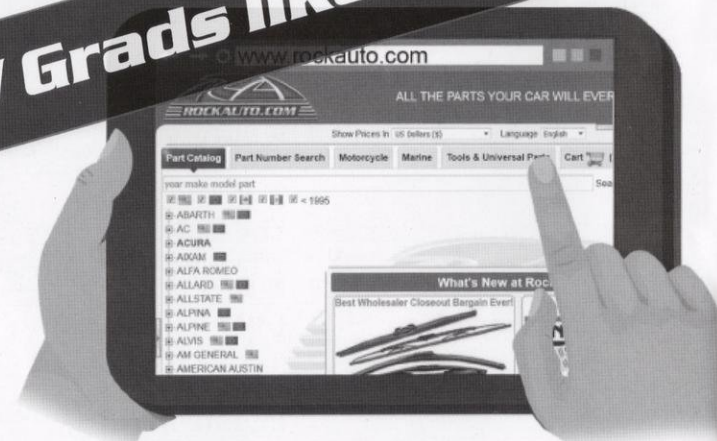 Grads like
www.rockauto.com
ROCKAUTO.COM
ALL THE PARTS YOUR CAR WILL EVER
Show Prices In US Dollars ($) Language English
Part Catalog Part Number Search Motorcycle Marine Tools & Universal Parts Cart
year make model part
< 1995
ABARTH
AC
ACURA
AIXAM
ALFA ROMEO
ALLARD
ALLSTATE
ALPINA
ALPINE
ALVIS
AM GENERAL
AMERICAN AUSTIN
What's New at Rock
Best Wholesaler Closeout Bargain Ever!